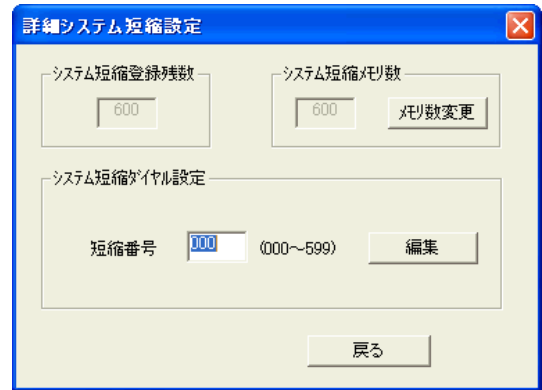 詳細システム短縮設定
システム短縮登録残数
600
システム短縮メモリ数
600
メモリ数変更
システム短縮ダイヤル設定
短縮番号 000 (000～599) 編集
戻る